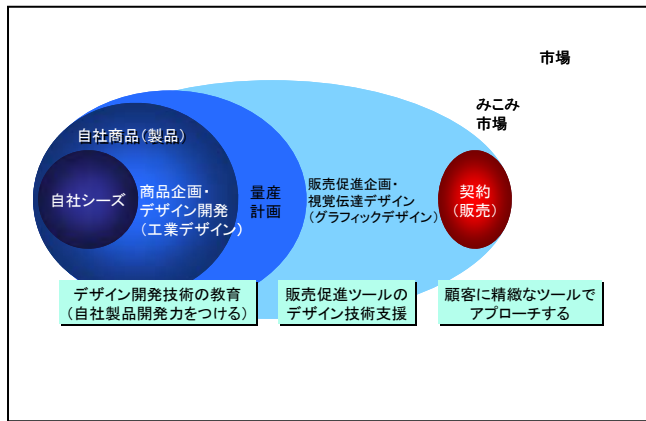 市場
みこみ
市場
自社商品(製品)
自社シーズ
商品企画・
デザイン開発
(工業デザイン)
量産
計画
販売促進企画・
視覚伝達デザイン
(グラフィックデザイン)
契約
(販売)
デザイン開発技術の教育
(自社製品開発力をつける)
販売促進ツールの
デザイン技術支援
顧客に精緻なツールで
アプローチする